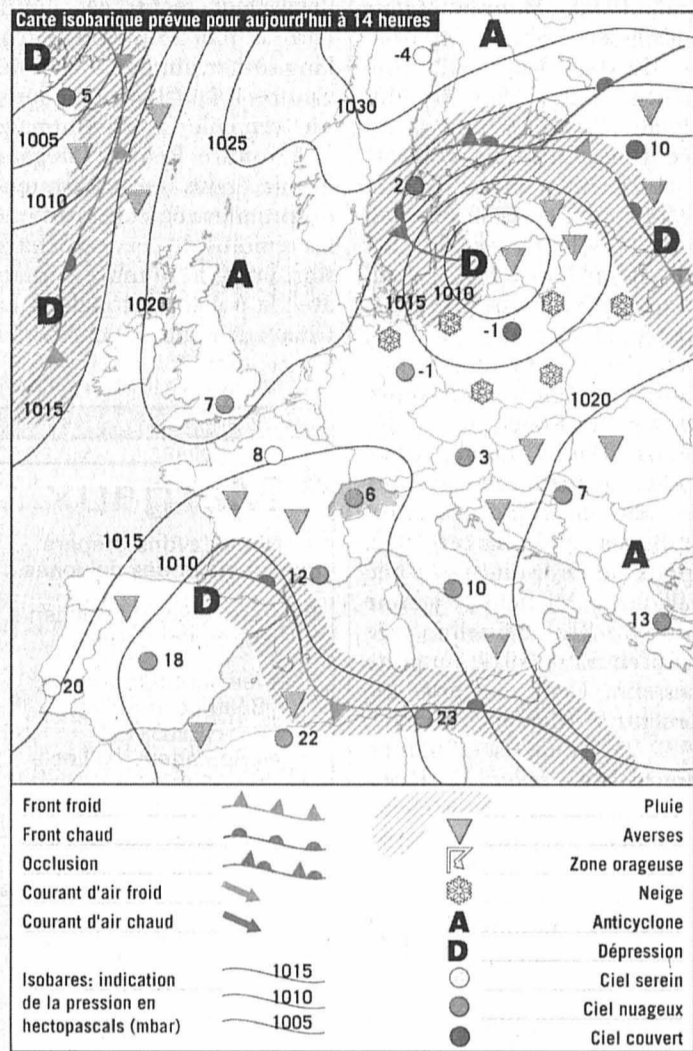 Carte isobarique prévue pour aujourd'hui à 14 heures
A
D
-4
5
1030
1005
1025
10
1010
2
A
D
D
D
1015
1010
1020
-1
1015
-1
1020
7
8
3
6
7
1015
1010
A
D
12
10
13
18
20
23
22
Front froid
Front chaud
Occlusion
Courant d'air froid
Courant d'air chaud
Isobares: indication
de la pression en
hectopascals (mbar)
1015
1010
1005
Pluie
Averses
Zone orageuse
Neige
A Anticyclone
D Dépression
Ciel serein
Ciel nuageux
Ciel couvert